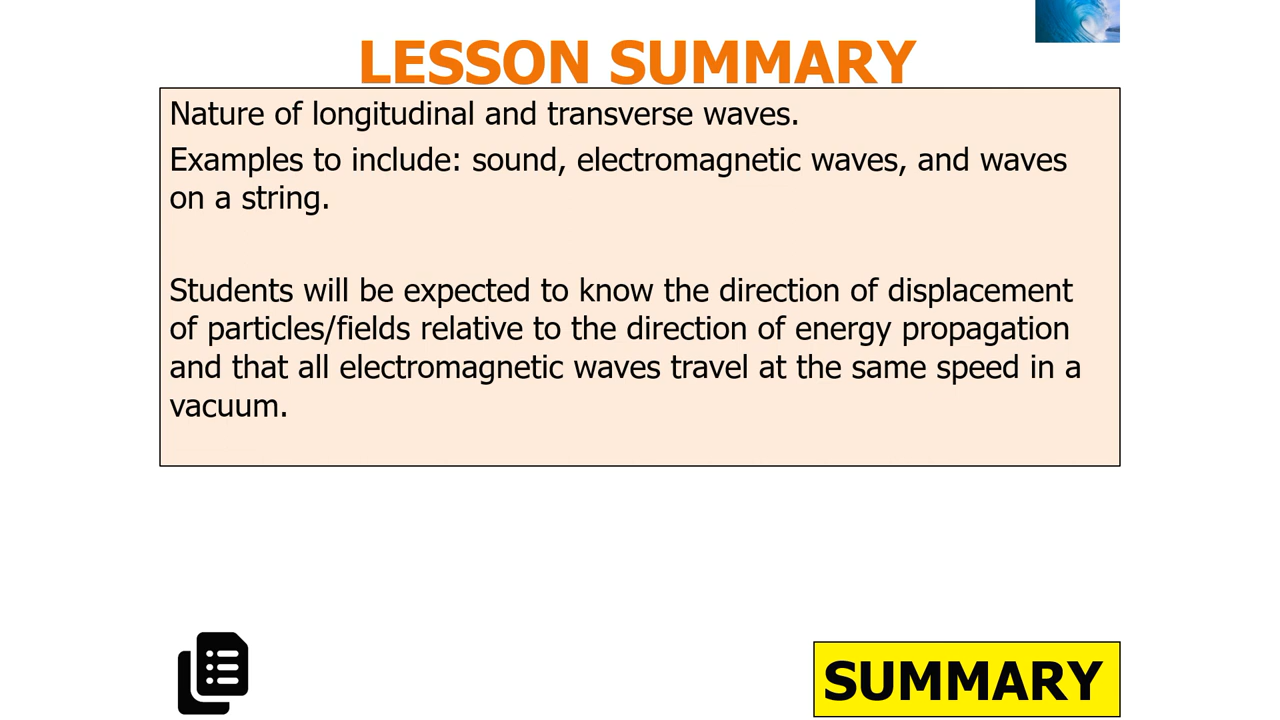 LESSON SUMMARY
Nature of longitudinal and transverse waves.
Examples to include: sound, electromagnetic waves, and waves
on a string.
Students will be expected to know the direction of displacement
of particles/fields relative to the direction of energy propagation
and that all electromagnetic waves travel at the same speed in a
vacuum.
SUMMARY